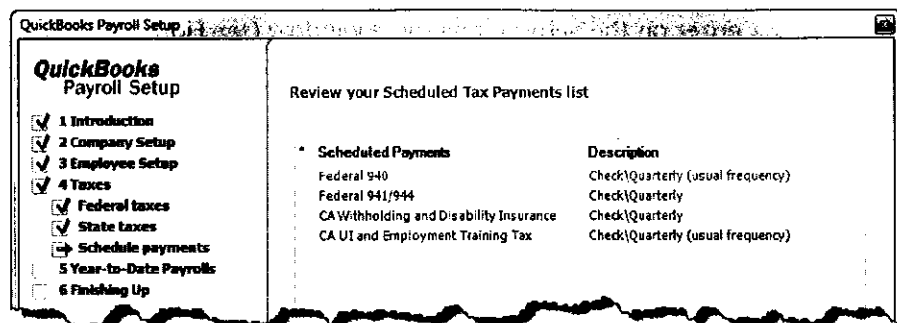 QuickBooks Payroll Setup
QuickBooks
Payroll Setup
1 Introduction
2 Company Setup
3 Employee Setup
4 Taxes
Federal taxes
State taxes
Schedule payments
5 Year-to-Date Payrolls
6 Finishing Up
Review your Scheduled Tax Payments list
Scheduled Payments Description
Federal 940 Check\Quarterly (usual frequency)
Federal 941/944 Check\Quarterly
CA Withholding and Disability Insurance Check\Quarterly
CA UI and Employment Training Tax Check\Quarterly (usual frequency)